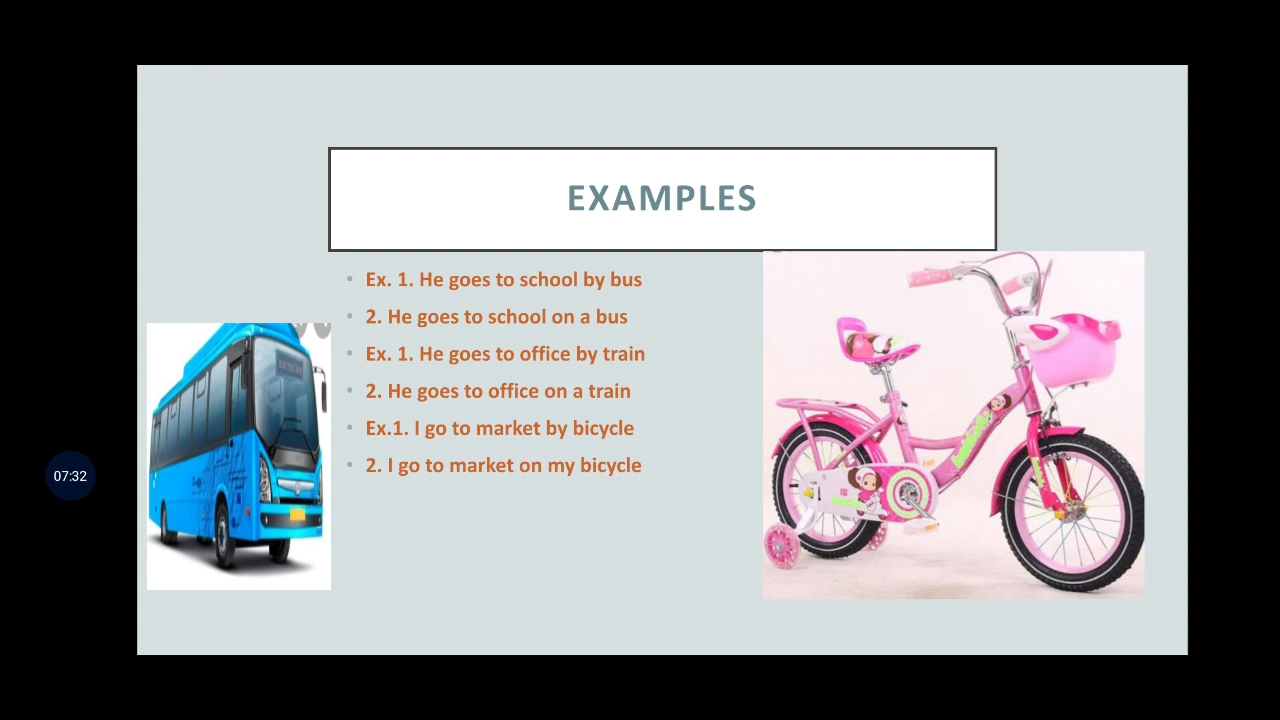 EXAMPLES
• Ex. 1. He goes to school by bus
• 2. He goes to school on a bus
• Ex. 1. He goes to office by train
• 2. He goes to office on a train
• Ex.1. I go to market by bicycle
• 2. I go to market on my bicycle
07:32